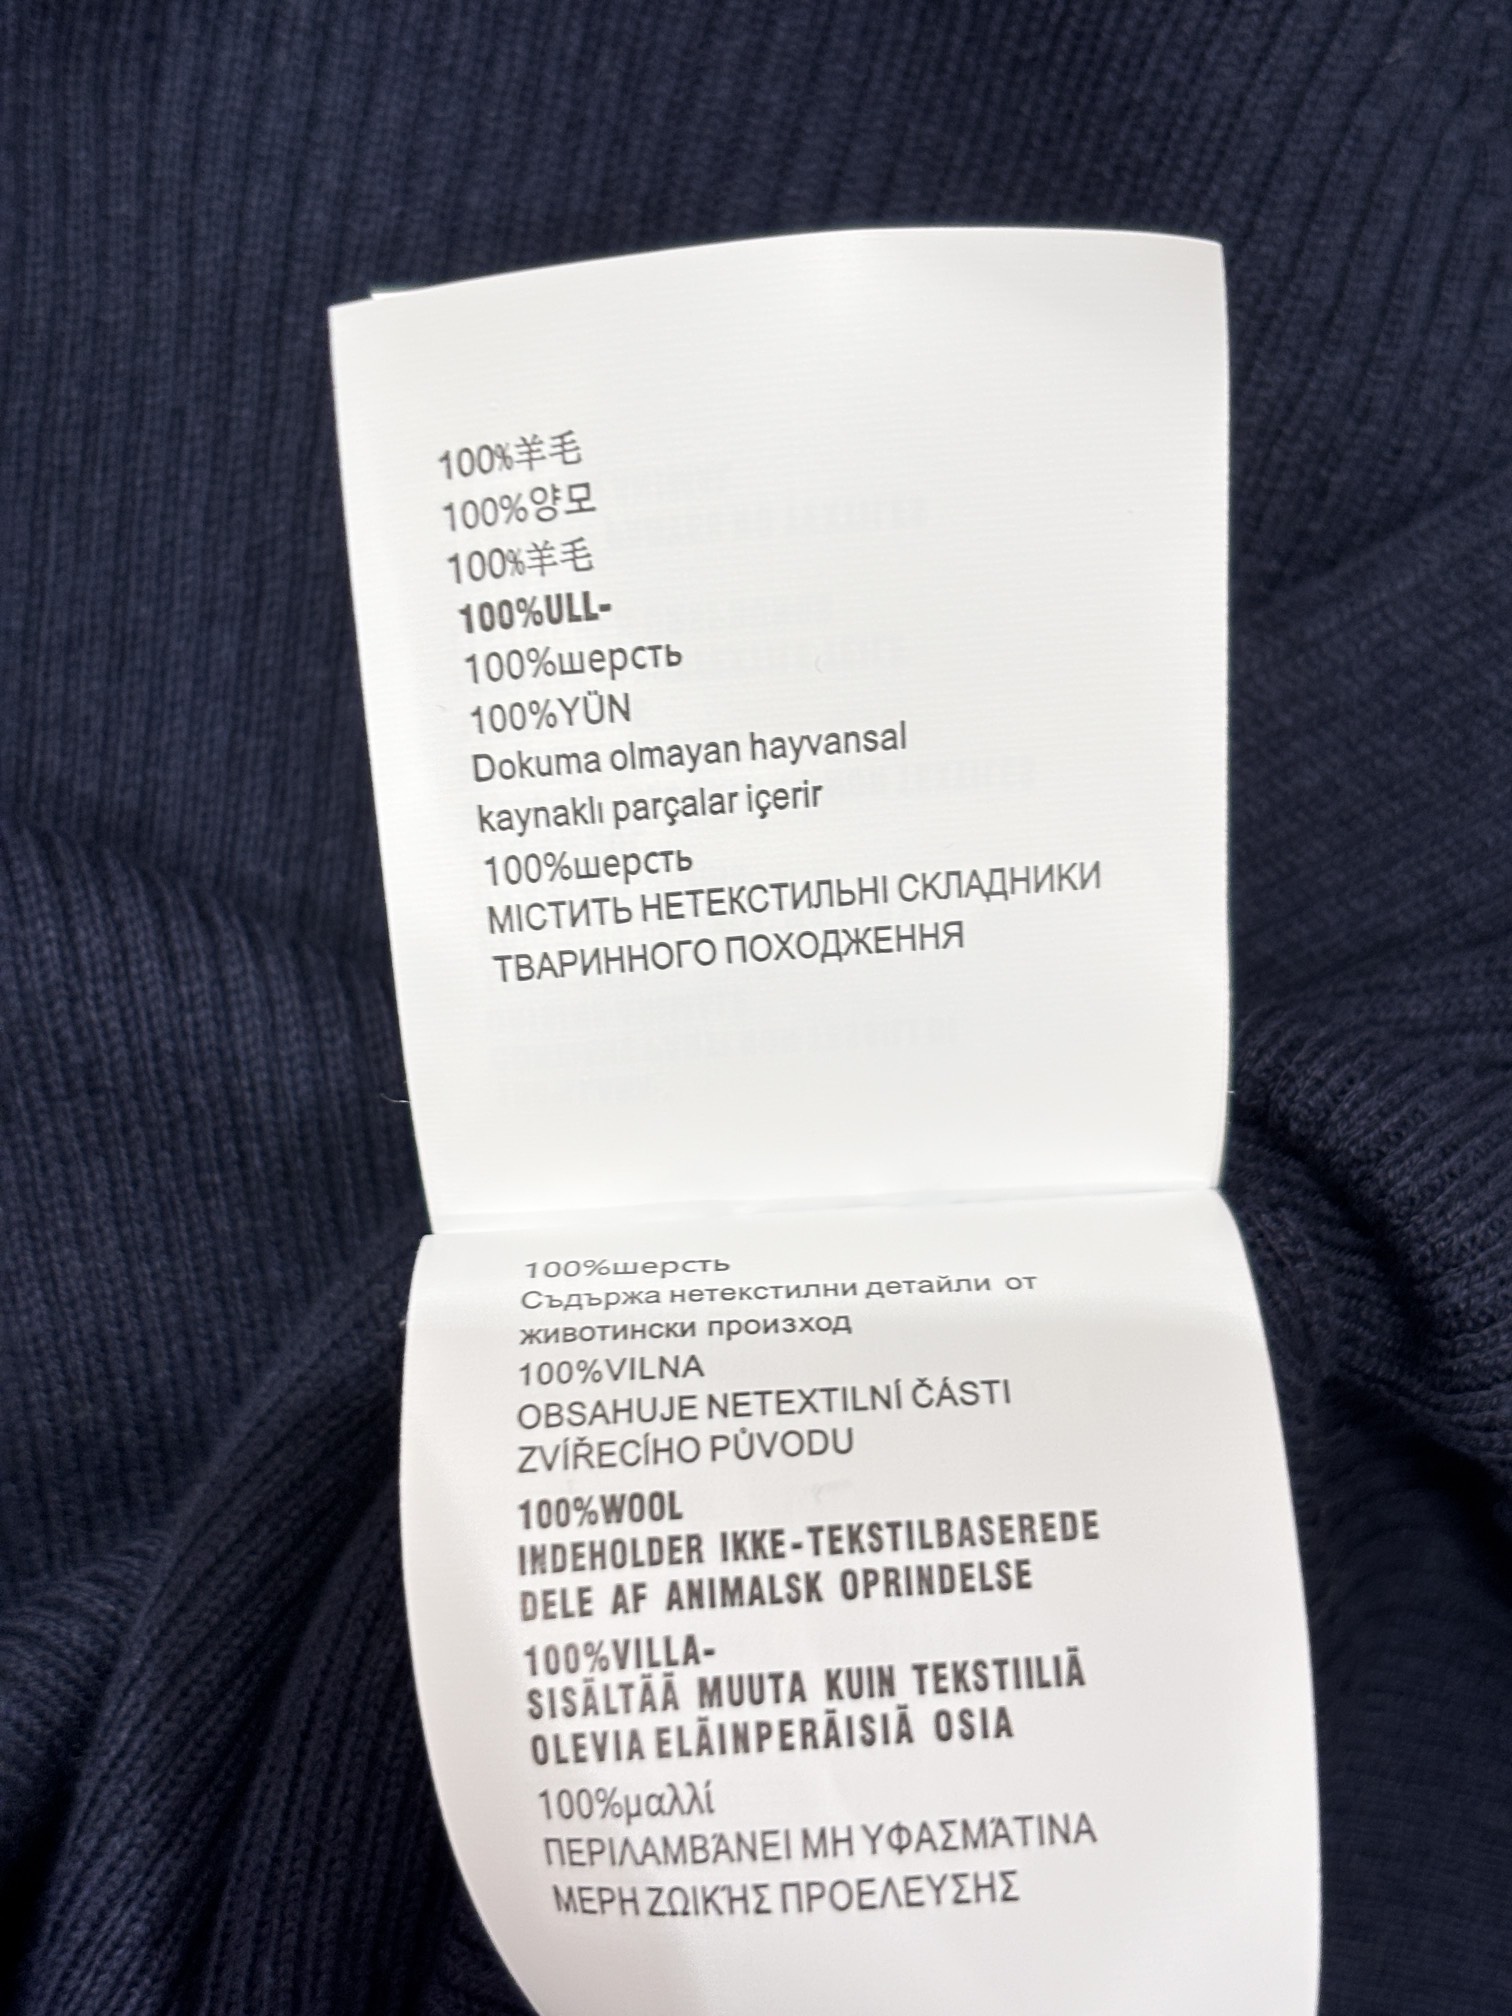 100%羊毛
100%양모
100%羊毛
100%ULL-
100%шерсть
100%YÜN
Dokuma olmayan hayvansal
kaynaklı parçalar içerir
100%шерсть
МІСТИТЬ НЕТЕКСТИЛЬНІ СКЛАДНИКИ
ТВАРИННОГО ПОХОДЖЕННЯ
100%шерсть
Съдържа нетекстилни детайли от
животински произход
100%VILNA
OBSAHUJE NETEXTILNÍ ČÁSTI
ZVÍŘECÍHO PŮVODU
100%WOOL
INDEHOLDER IKKE-TEKSTILBASEREDE
DELE AF ANIMALSK OPRINDELSE
100%VILLA-
SISÄLTÄÄ MUUTA KUIN TEKSTIILIÄ
OLEVIA ELÄINPERÄISIÄ OSIA
100%μαλλί
ΠΕΡΙΛΑΜΒΆΝΕΙ ΜΗ ΥΦΑΣΜΆΤΙΝΑ
ΜΕΡΗ ΖΩΙΚΉΣ ΠΡΟΕΛΕΥΣΗΣ